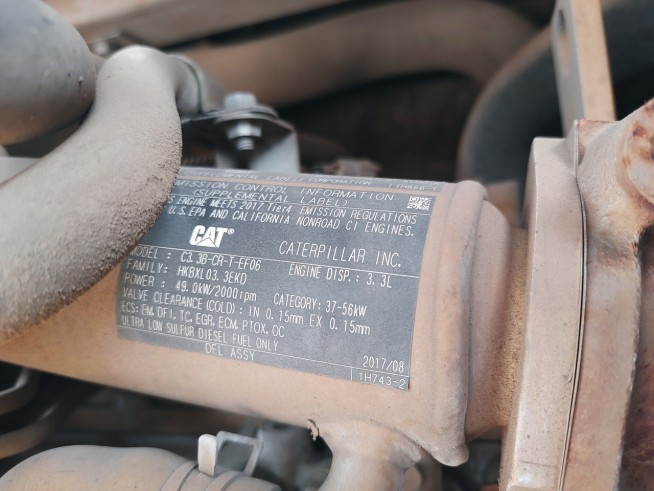 LABEL CORPORATION
EMISSION CONTROL INFORMATION
(SUPPLEMENTAL LABEL)
ENGINE MEETS 2017 Tier4 EMISSION REGULATIONS
U.S. EPA AND CALIFORNIA NONROAD CI ENGINES.
CAT CATERPILLAR INC.
MODEL : C3.3B-CR-T-EF06 ENGINE DISP.: 3.3L
FAMILY: HKBXL03.3EKD
POWER : 49.0kW/2000rpm CATEGORY: 37-56kW
VALVE CLEARANCE (COLD) : IN 0.15mm EX 0.15mm
ECS: EM, DFI, TC, EGR, ECM, PTOX, OC
ULTRA LOW SULFUR DIESEL FUEL ONLY
DEL ASSY 2017/08
1H743-2